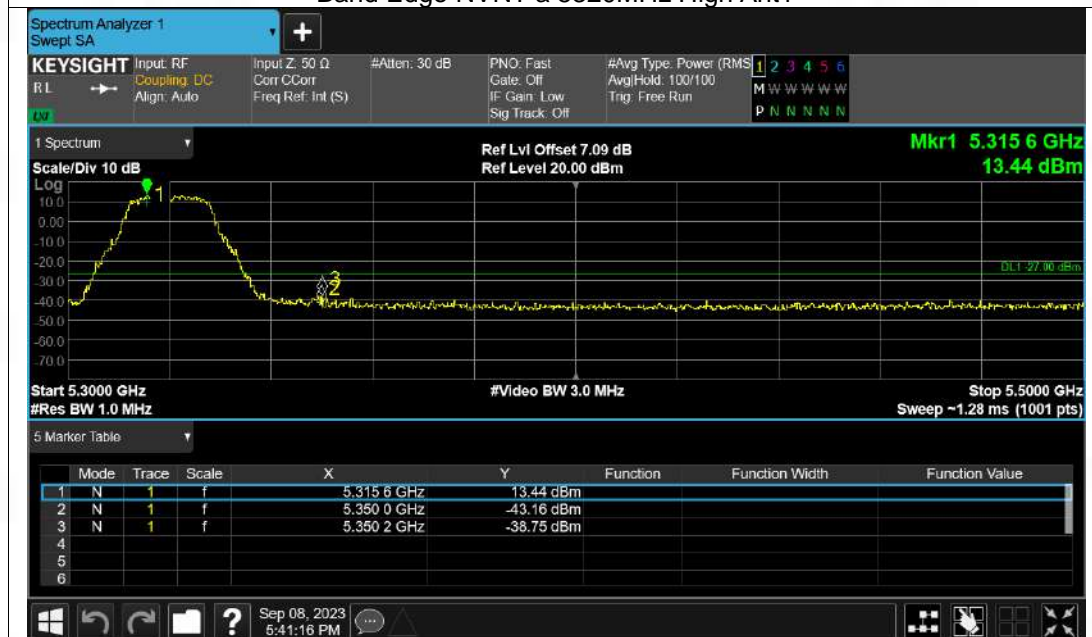 Spectrum Analyzer 1
Swept SA
+
KEYSIGHT Input: RF Input Z: 50 Ω #Atten: 30 dB PNO: Fast #Avg Type: Power (RMS 1 2 3 4 5 6
RL Coupling: DC Corr CCorr Gate: Off Avg|Hold: 100/100 M W W W W W
Align: Auto Freq Ref: Int (S) IF Gain: Low Trig: Free Run
LXI Sig Track: Off P N N N N N
1 Spectrum
Ref Lvl Offset 7.09 dB Mkr1 5.315 6 GHz
Scale/Div 10 dB Ref Level 20.00 dBm 13.44 dBm
Log
10.0
0.00
-10.0
-20.0
-30.0
-40.0
-50.0
-60.0
-70.0
1
3
2
DL1 -27.00 dBm
Start 5.3000 GHz #Video BW 3.0 MHz Stop 5.5000 GHz
#Res BW 1.0 MHz Sweep ~1.28 ms (1001 pts)
5 Marker Table
Mode Trace Scale X Y Function Function Width Function Value
1 N 1 f 5.315 6 GHz 13.44 dBm
2 N 1 f 5.350 0 GHz -43.16 dBm
3 N 1 f 5.350 2 GHz -38.75 dBm
4
5
6
? Sep 08, 2023
5:41:16 PM